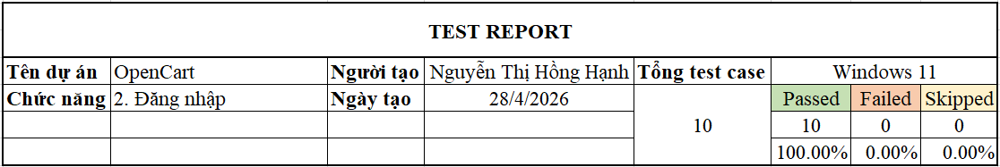 TEST REPORT
Tên dự án OpenCart Người tạo Nguyễn Thị Hồng Hạnh Tổng test case Windows 11
Chức năng 2. Đăng nhập Ngày tạo 28/4/2026 Passed Failed Skipped
10 10 0 0
100.00% 0.00% 0.00%